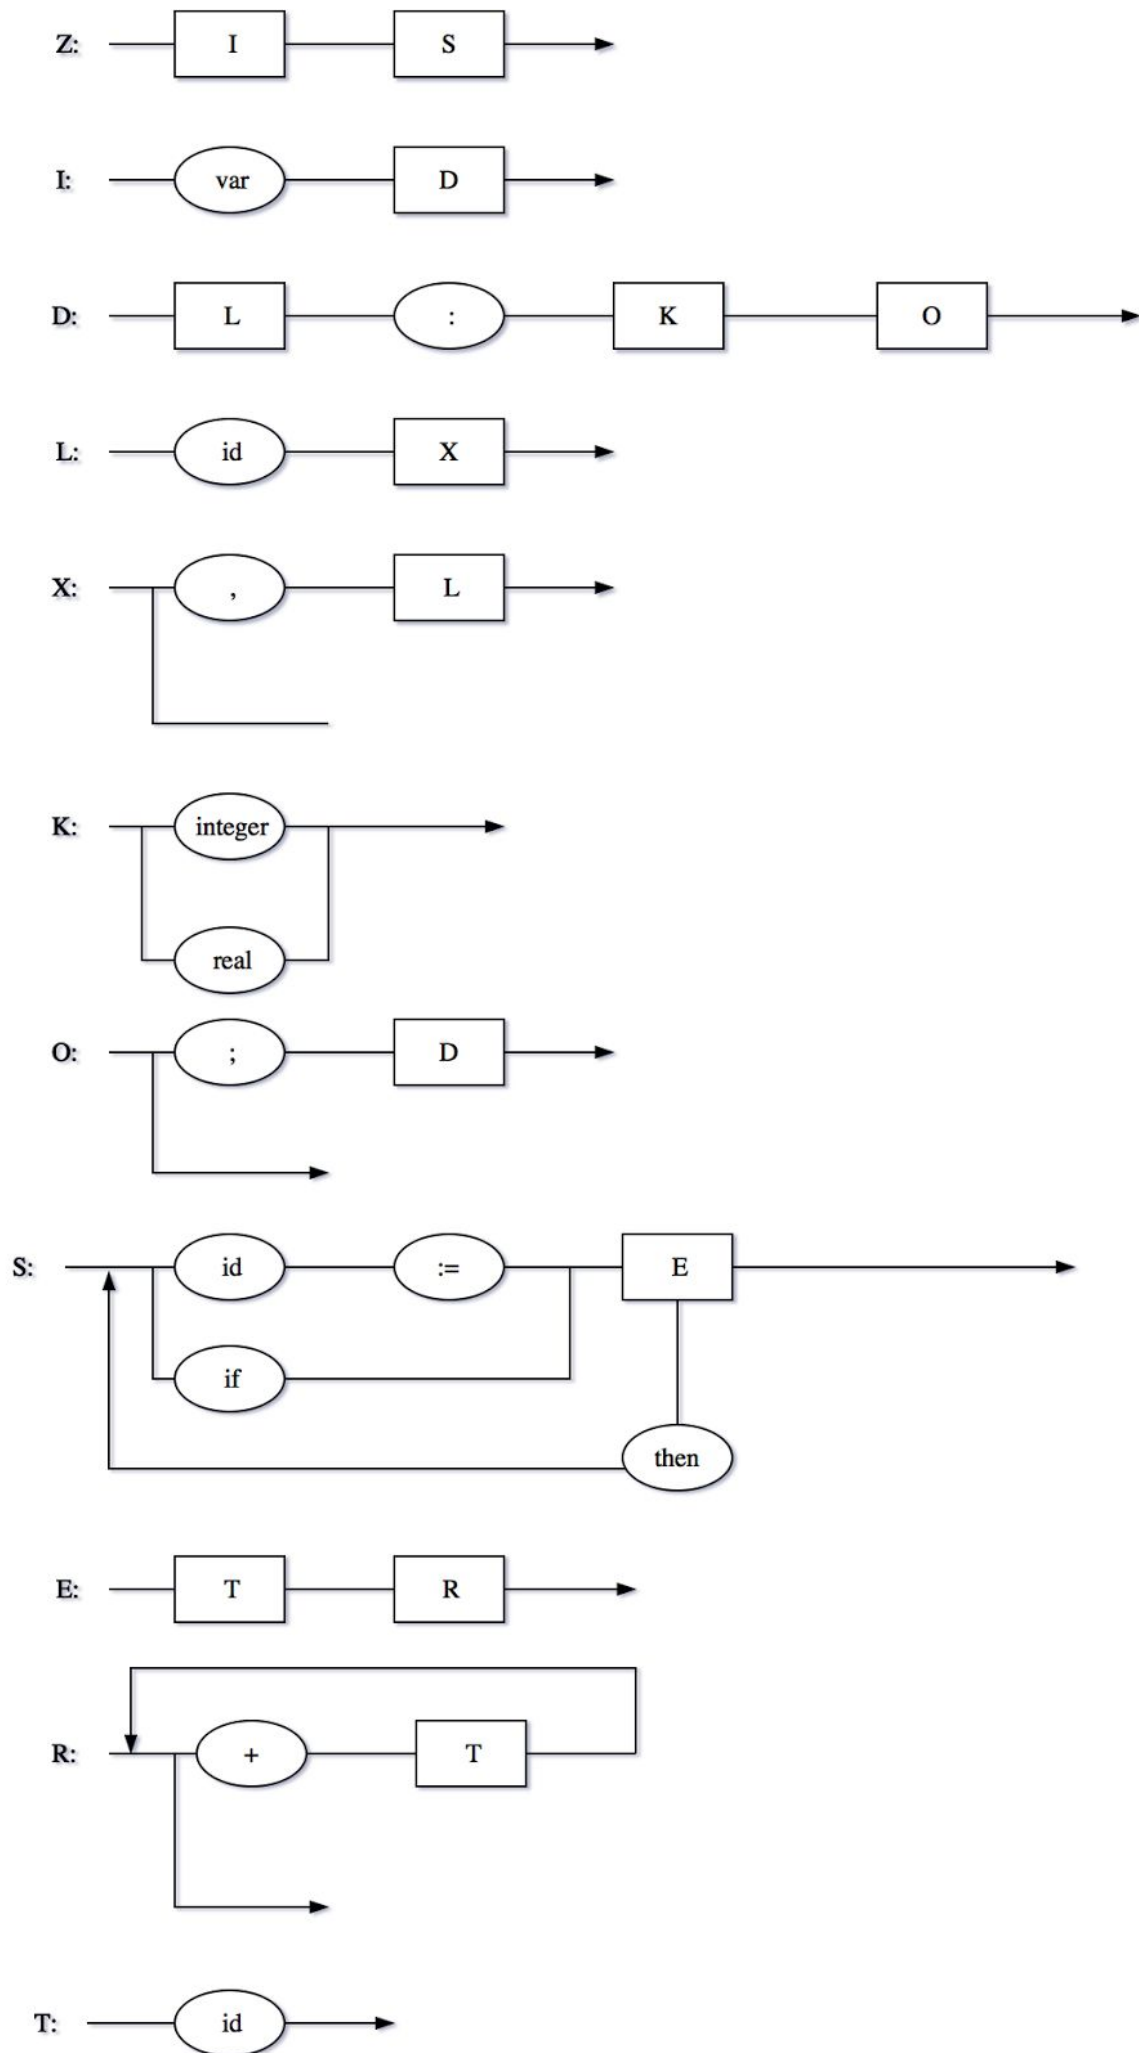 Z: I S
I: var D
D: L : K O
L: id X
X: , L
K: integer
real
O: ; D
S: id := E
if
then
E: T R
R: + T
T: id